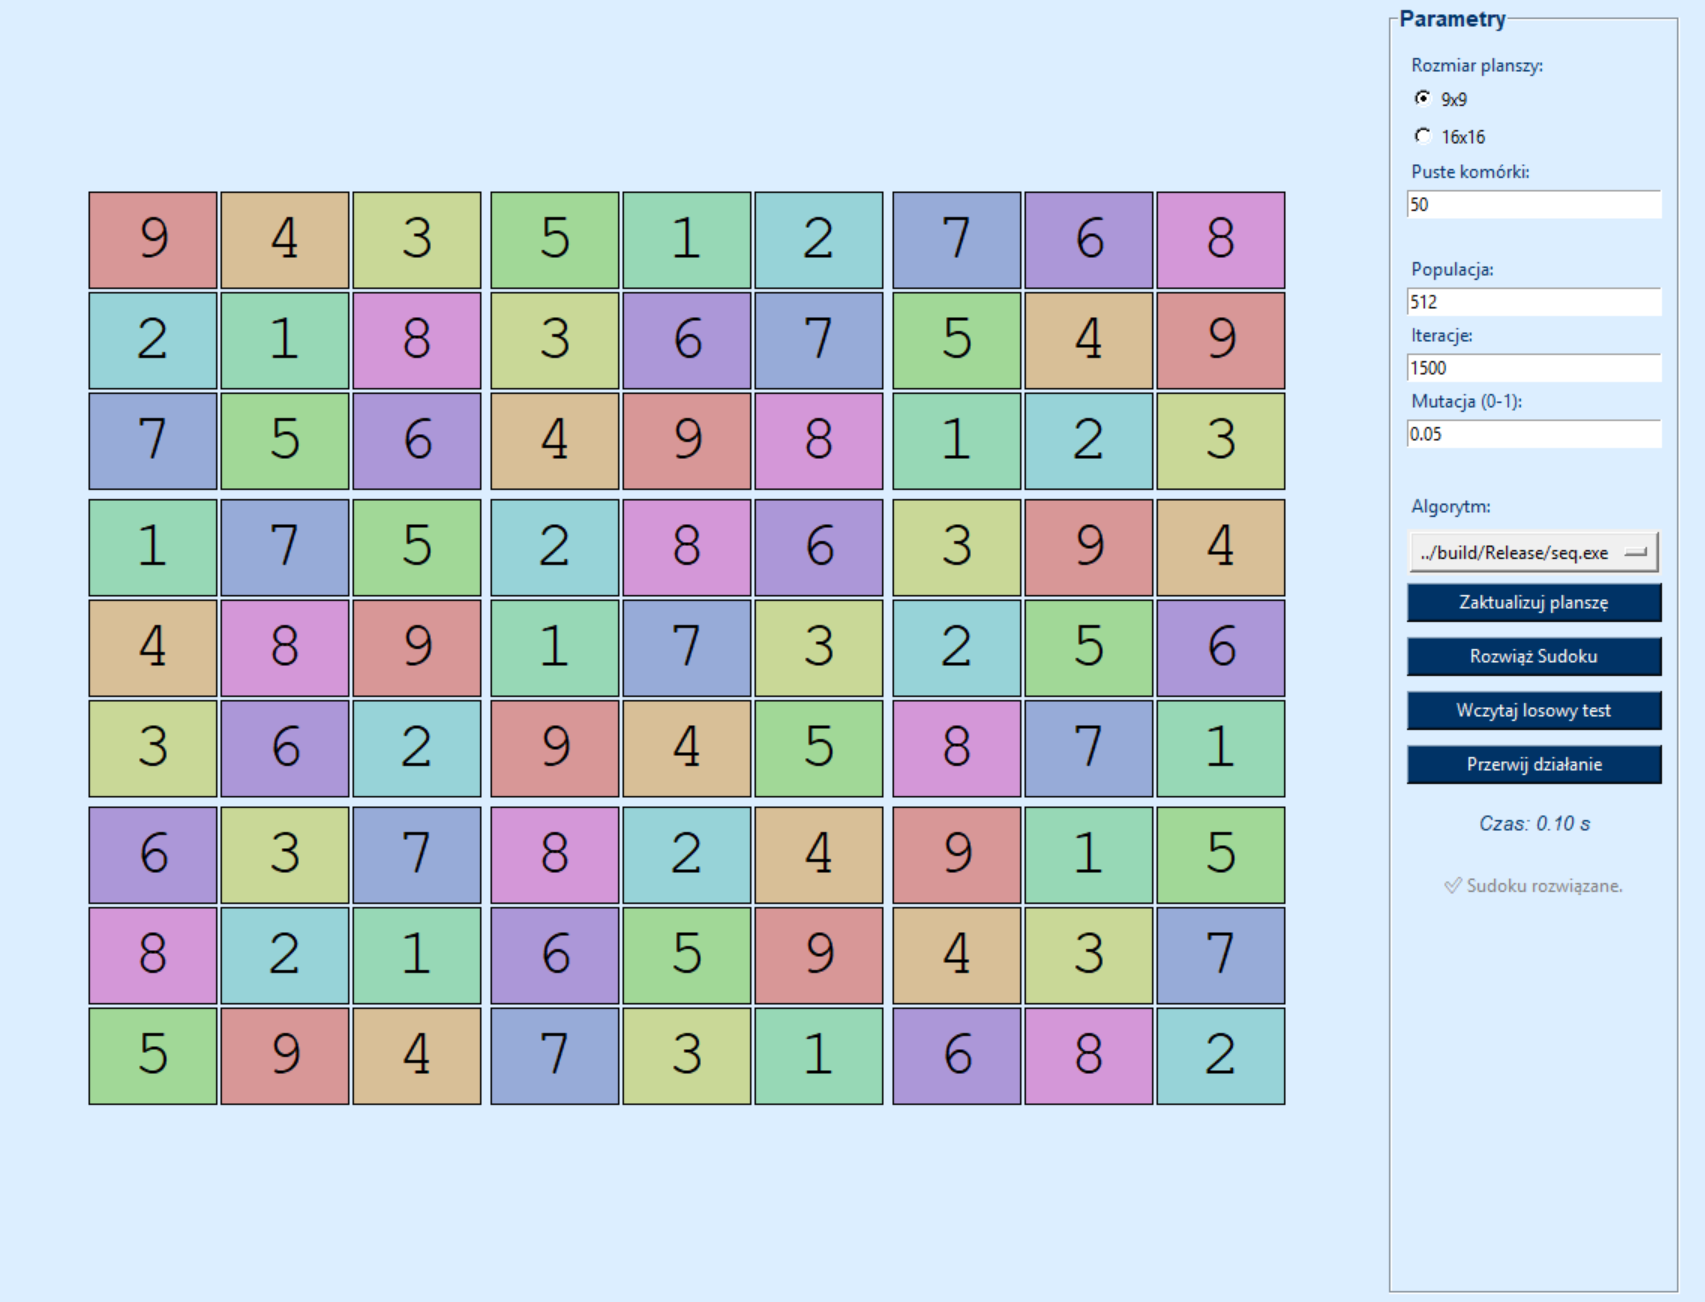 Parametry
Rozmiar planszy:
9x9
16x16
Puste komórki:
50
Populacja:
512
Iteracje:
1500
Mutacja (0-1):
0.05
Algorytm:
../build/Release/seq.exe
Zaktualizuj planszę
Rozwiąż Sudoku
Wczytaj losowy test
Przerwij działanie
Czas: 0.10 s
✓ Sudoku rozwiązane.
9 4 3 5 1 2 7 6 8
2 1 8 3 6 7 5 4 9
7 5 6 4 9 8 1 2 3
1 7 5 2 8 6 3 9 4
4 8 9 1 7 3 2 5 6
3 6 2 9 4 5 8 7 1
6 3 7 8 2 4 9 1 5
8 2 1 6 5 9 4 3 7
5 9 4 7 3 1 6 8 2